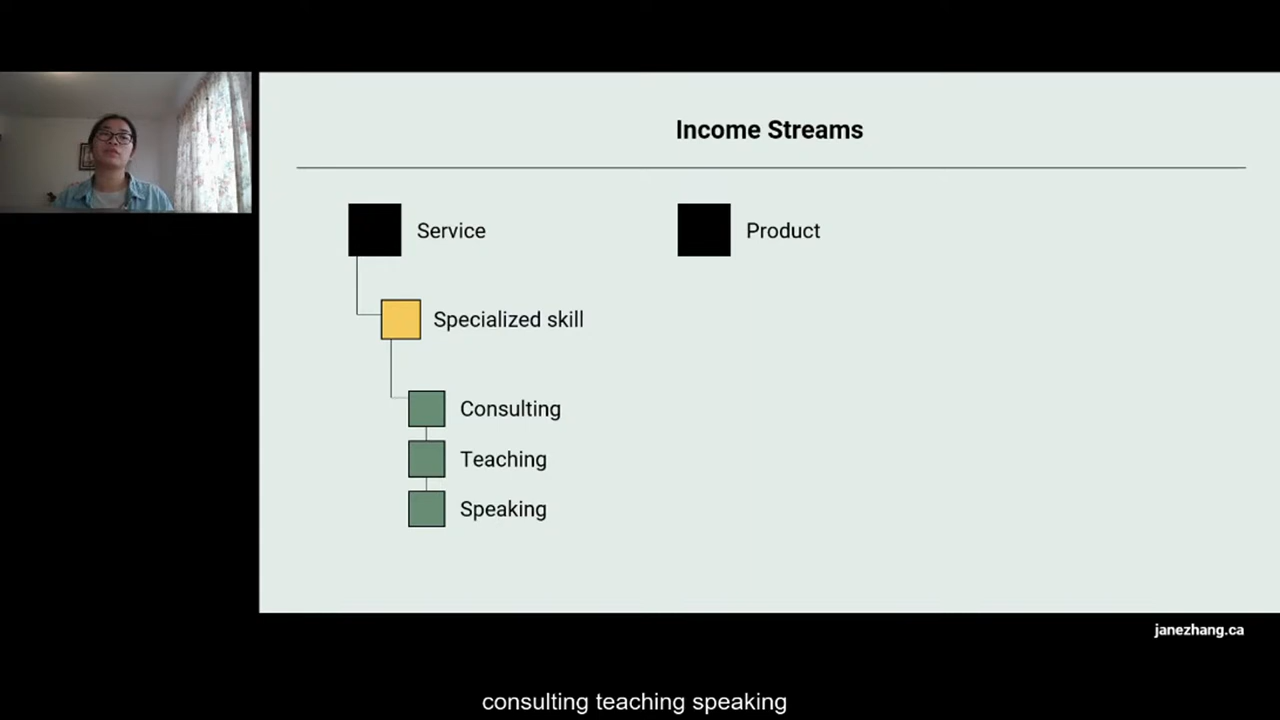 Income Streams
Service
Product
Specialized skill
Consulting
Teaching
Speaking
janezhang.ca
consulting teaching speaking